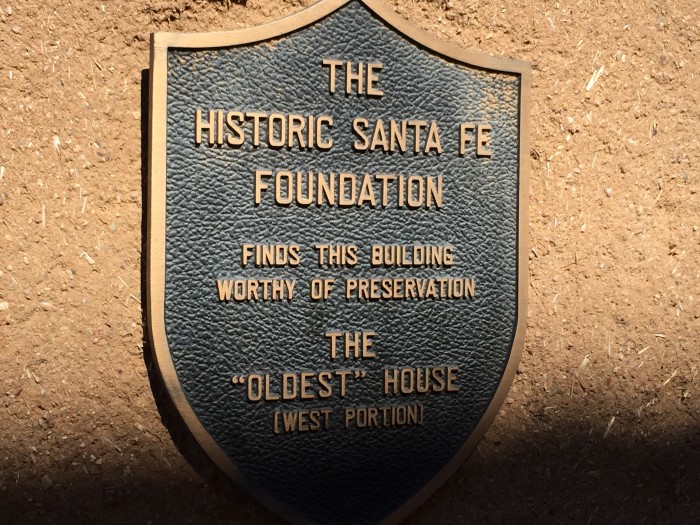 THE
HISTORIC SANTA FE
FOUNDATION
FINDS THIS BUILDING
WORTHY OF PRESERVATION
THE
"OLDEST" HOUSE
(WEST PORTION)